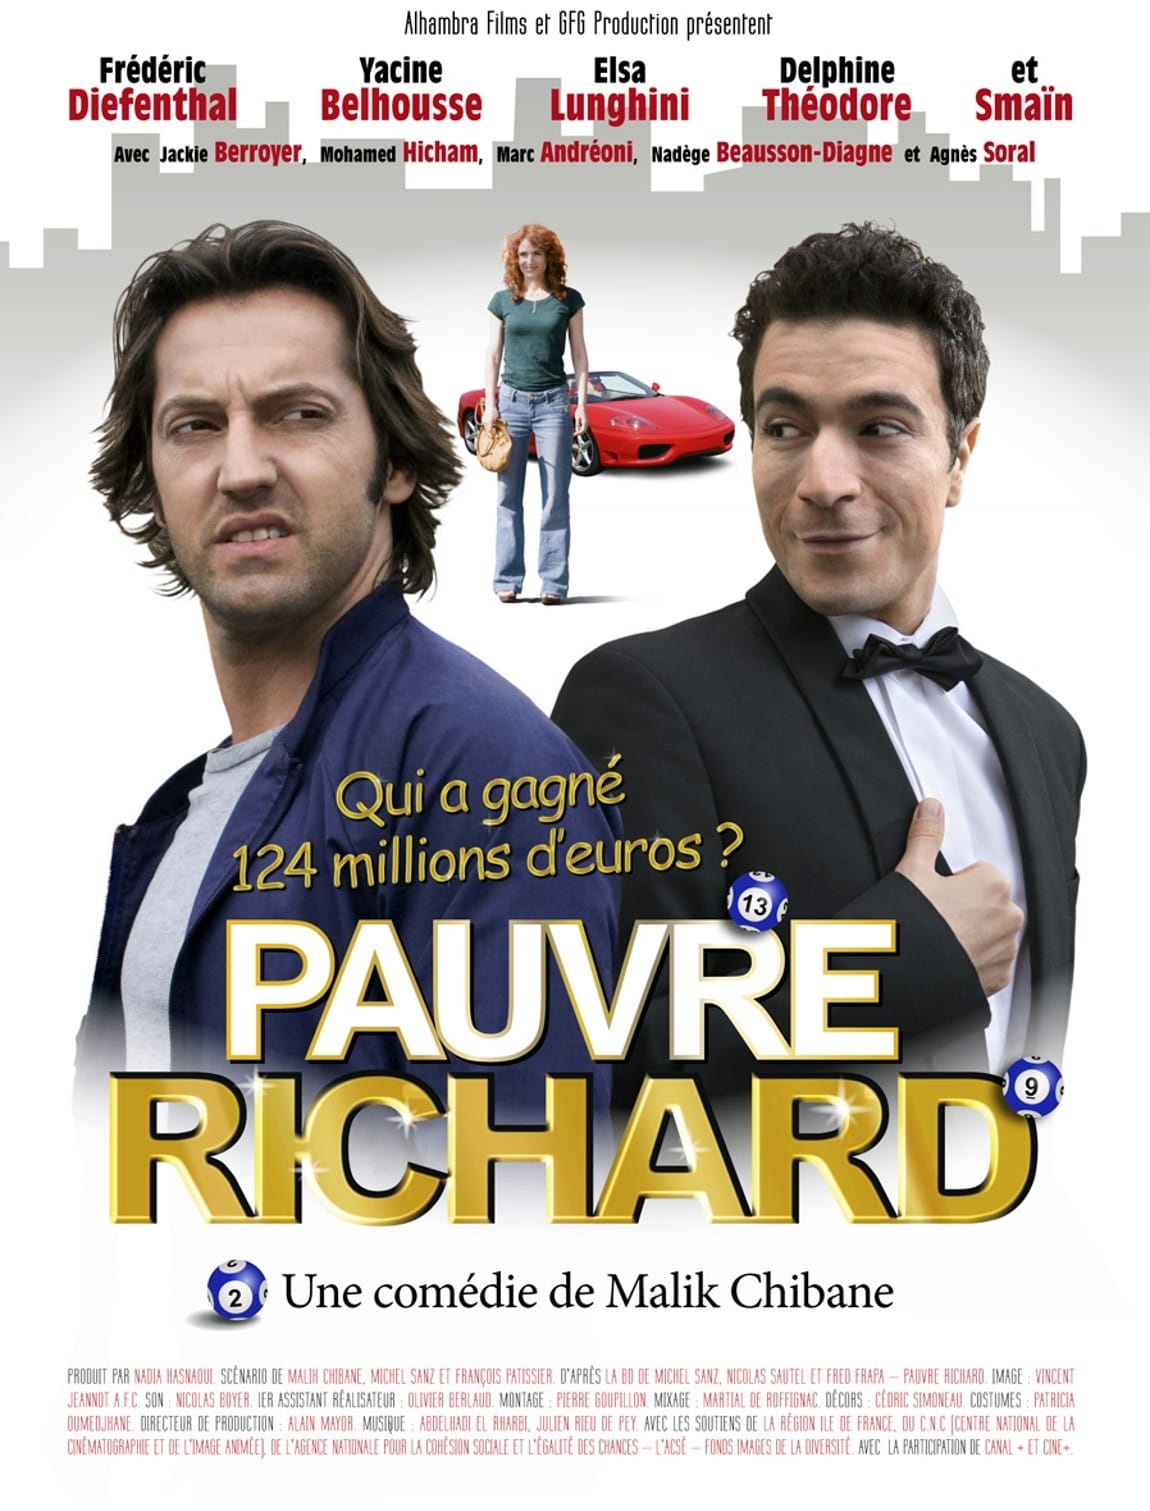 Alhambra Films et GFG Production présentent
Frédéric Diefenthal
Yacine Belhousse
Elsa Lunghini
Delphine Théodore
et Smaïn
Avec Jackie Berroyer, Mohamed Hicham, Marc Andréoni, Nadège Beausson-Diagne et Agnès Soral
Qui a gagné
124 millions d'euros ?
13
PAUVRE
RICHARD
9
2
Une comédie de Malik Chibane
PRODUIT PAR NADIA HASNAOUI. SCÉNARIO DE MALIK CHIBANE, MICHEL SANZ ET FRANÇOIS PATISSIER. D'APRÈS LA BD DE MICHEL SANZ, NICOLAS SAUTEL ET FRED FRAPA – PAUVRE RICHARD. IMAGE : VINCENT
JEANNOT A.F.C. SON : NICOLAS BOYER. 1ER ASSISTANT RÉALISATEUR : OLIVIER BERLAUD. MONTAGE : PIERRE GOUPILLON. MIXAGE : MARTIAL DE ROFFIGNAC. DÉCORS : CÉDRIC SIMONEAU. COSTUMES : PATRICIA
OUMEDJKANE. DIRECTEUR DE PRODUCTION : ALAIN MAYOR. MUSIQUE : ABDELHADI EL RHARBI, JULIEN RIEU DE PEY. AVEC LES SOUTIENS DE LA RÉGION ILE DE FRANCE, DU C.N.C (CENTRE NATIONAL DE LA
CINÉMATOGRAPHIE ET DE L'IMAGE ANIMÉE), DE L'AGENCE NATIONALE POUR LA COHÉSION SOCIALE ET L'ÉGALITÉ DES CHANCES – L'ACSÉ – FONDS IMAGES DE LA DIVERSITÉ. AVEC LA PARTICIPATION DE CANAL + ET CINE+.